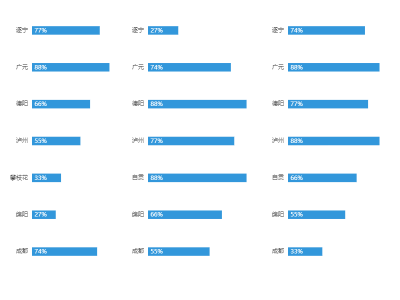 遂宁 77% 遂宁 27% 遂宁 74%
广元 88% 广元 74% 广元 88%
德阳 66% 德阳 88% 德阳 77%
泸州 55% 泸州 77% 泸州 88%
攀枝花 33% 自贡 88% 自贡 66%
绵阳 27% 绵阳 66% 绵阳 55%
成都 74% 成都 55% 成都 33%